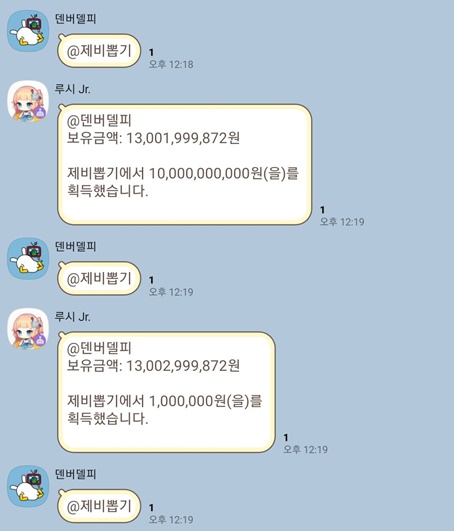 덴버델피
@제비뽑기
1
오후 12:18
루시 Jr.
@덴버델피
보유금액: 13,001,999,872원
제비뽑기에서 10,000,000,000원(을)를
획득했습니다.
1
오후 12:19
덴버델피
@제비뽑기
1
오후 12:19
루시 Jr.
@덴버델피
보유금액: 13,002,999,872원
제비뽑기에서 1,000,000원(을)를
획득했습니다.
1
오후 12:19
덴버델피
@제비뽑기
1
오후 12:19